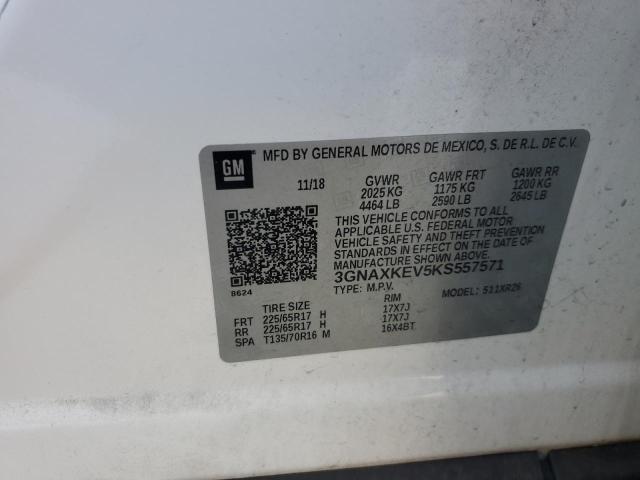 GM
MFD BY GENERAL MOTORS DE MEXICO, S. DE R.L. DE C.V.
11/18 GVWR GAWR FRT GAWR RR
2025 KG 1175 KG 1200 KG
4464 LB 2590 LB 2645 LB
THIS VEHICLE CONFORMS TO ALL
APPLICABLE U.S. FEDERAL MOTOR
VEHICLE SAFETY AND THEFT PREVENTION
STANDARDS IN EFFECT ON THE DATE OF
MANUFACTURE SHOWN ABOVE.
3GNAXKEV5KS557571
8624
TYPE: M.P.V. MODEL: 511XR26
TIRE SIZE RIM
FRT 225/65R17 H 17X7J
RR 225/65R17 H 17X7J
SPA T135/70R16 M 16X4BT